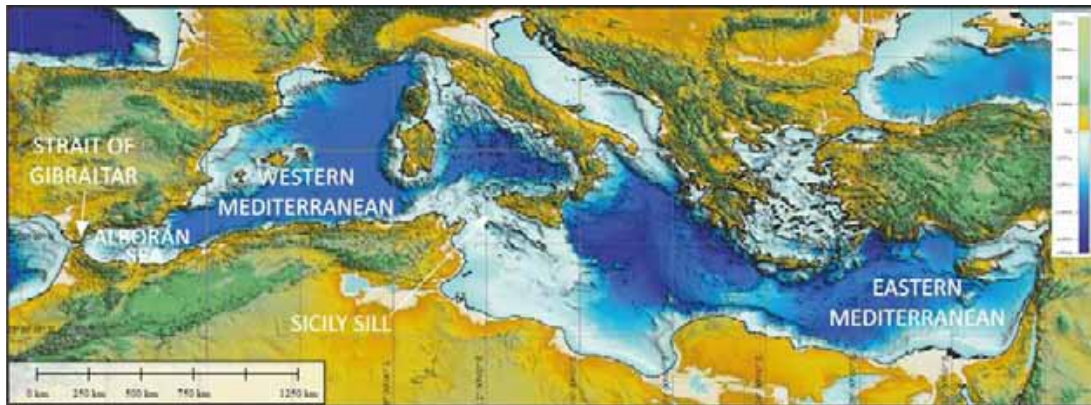 STRAIT OF
GIBRALTAR
ALBORAN
SEA
WESTERN
MEDITERRANEAN
SICILY SILL
EASTERN
MEDITERRANEAN
0 km 250 km 500 km 750 km 1250 km